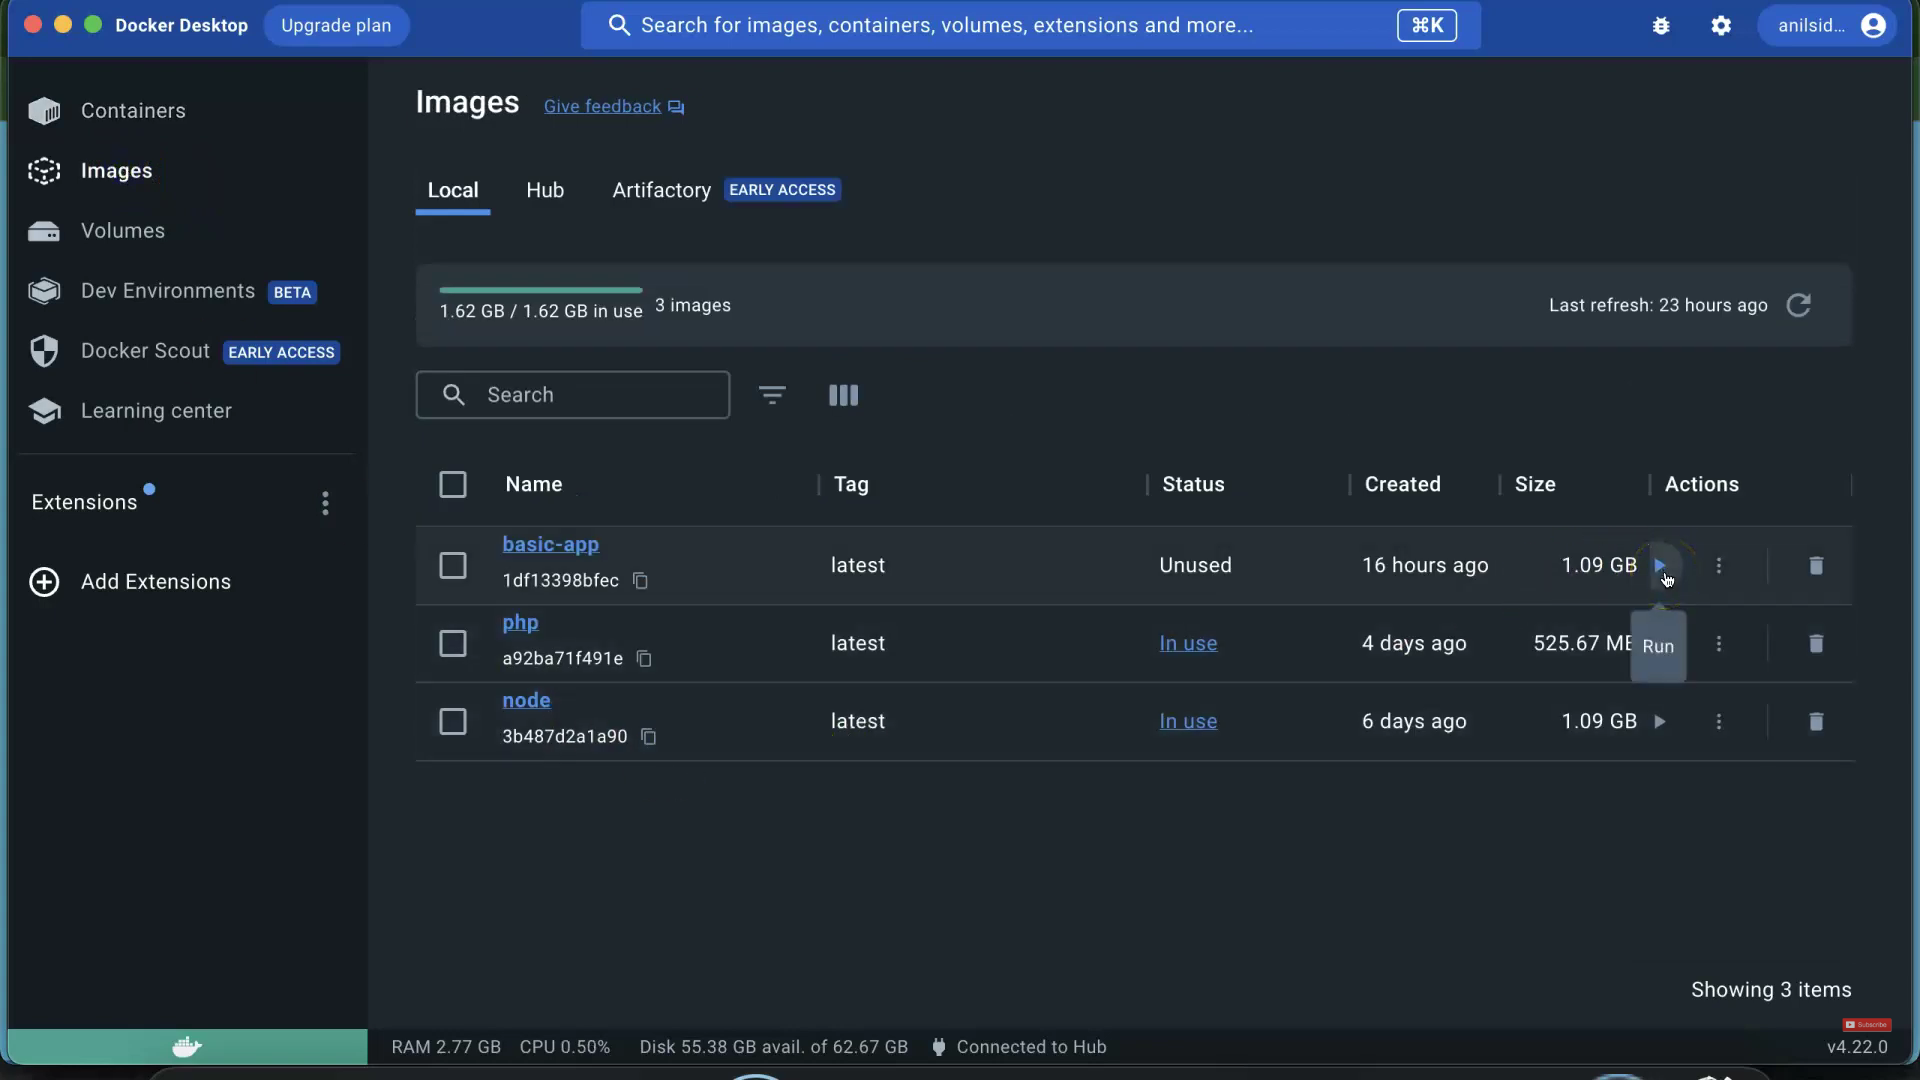 Docker Desktop
Upgrade plan
Search for images, containers, volumes, extensions and more...
⌘K
anilsid...
Containers
Images
Volumes
Dev Environments BETA
Docker Scout EARLY ACCESS
Learning center
Extensions
Add Extensions
Images Give feedback
Local Hub Artifactory EARLY ACCESS
1.62 GB / 1.62 GB in use 3 images
Last refresh: 23 hours ago
Search
Name Tag Status Created Size Actions
basic-app
1df13398bfec
latest Unused 16 hours ago 1.09 GB
php
a92ba71f491e
latest In use 4 days ago 525.67 MB
Run
node
3b487d2a1a90
latest In use 6 days ago 1.09 GB
Showing 3 items
Subscribe
RAM 2.77 GB CPU 0.50% Disk 55.38 GB avail. of 62.67 GB Connected to Hub
v4.22.0